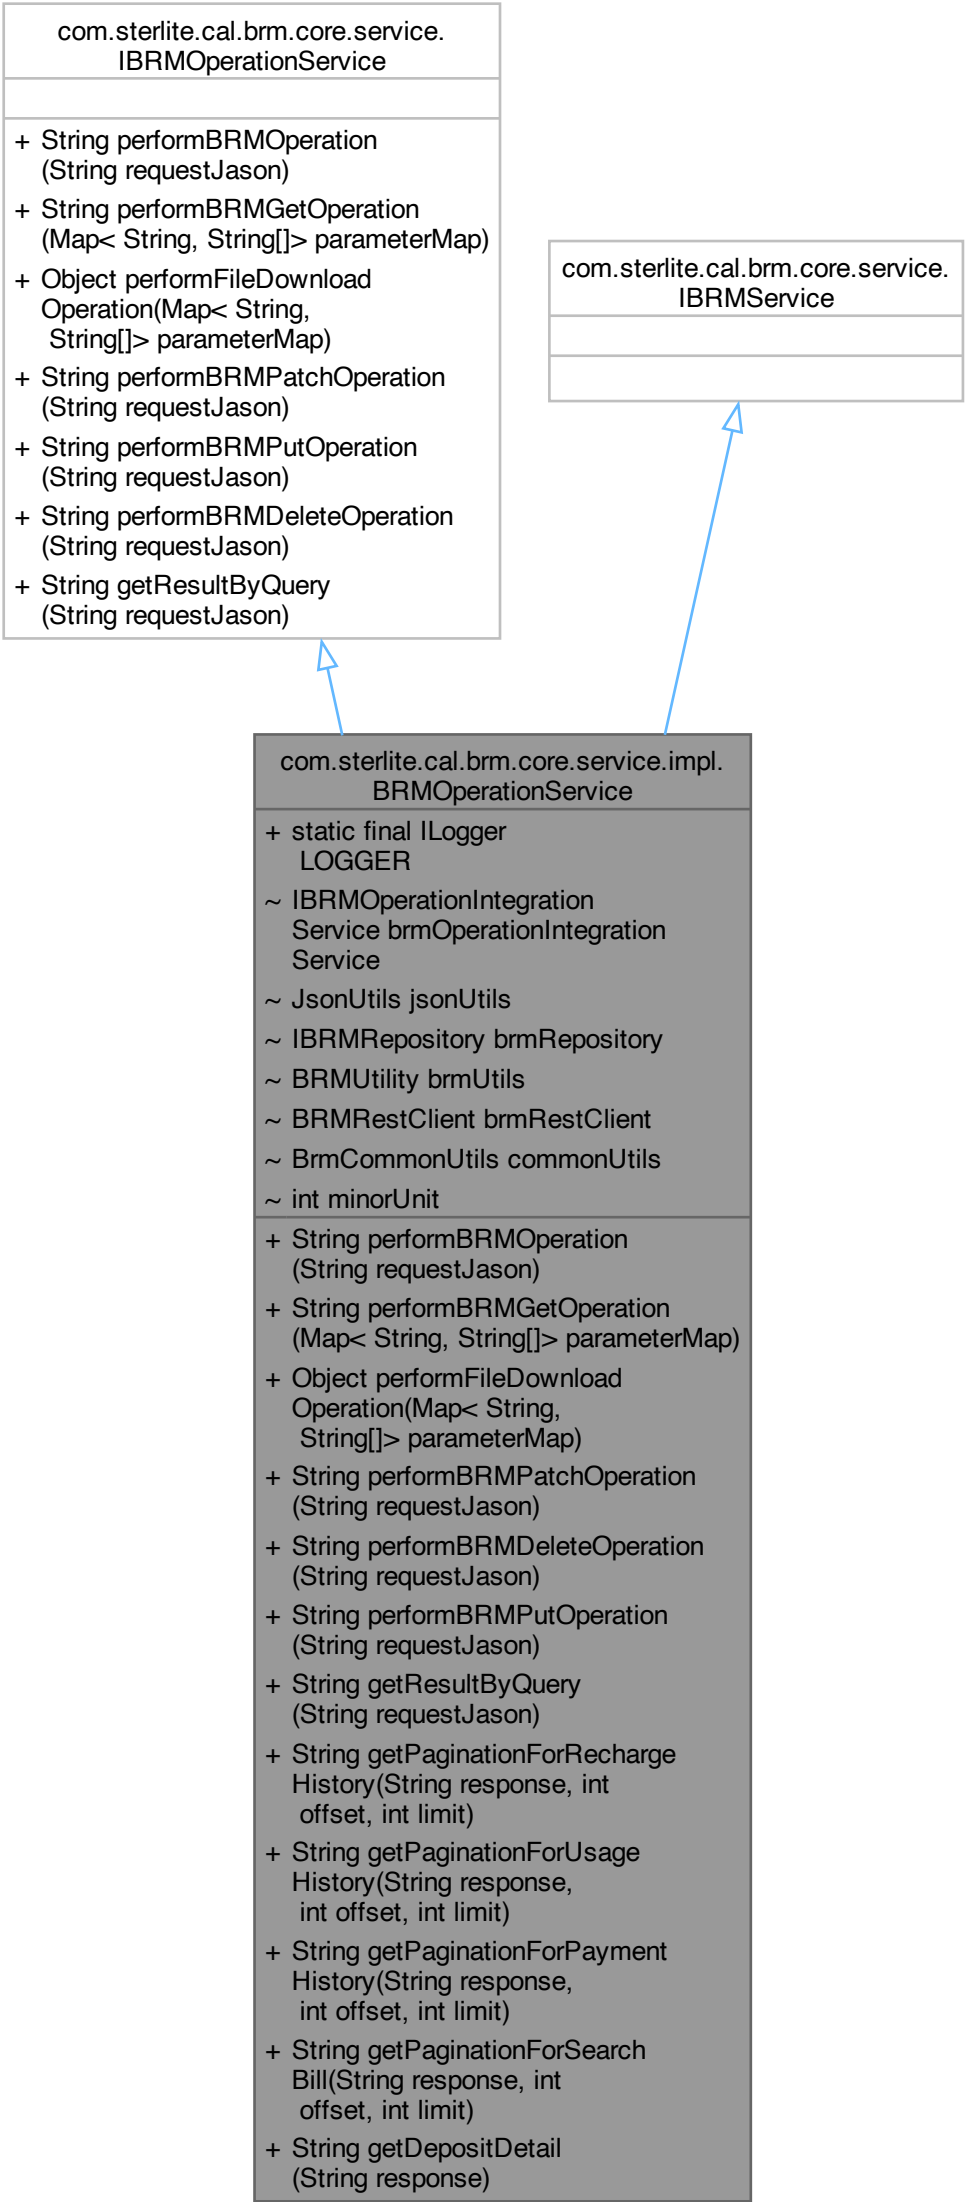 com.sterlite.cal.brm.core.service.
IBRMOperationService
+ String performBRMOperation
(String requestJason)
+ String performBRMGetOperation
(Map< String, String[]> parameterMap)
+ Object performFileDownload
Operation(Map< String,
String[]> parameterMap)
+ String performBRMPatchOperation
(String requestJason)
+ String performBRMPutOperation
(String requestJason)
+ String performBRMDeleteOperation
(String requestJason)
+ String getResultByQuery
(String requestJason)
com.sterlite.cal.brm.core.service.
IBRMService
com.sterlite.cal.brm.core.service.impl.
BRMOperationService
+ static final ILogger
LOGGER
~ IBRMOperationIntegration
Service brmOperationIntegration
Service
~ JsonUtils jsonUtils
~ IBRMRepository brmRepository
~ BRMUtility brmUtils
~ BRMRestClient brmRestClient
~ BrmCommonUtils commonUtils
~ int minorUnit
+ String performBRMOperation
(String requestJason)
+ String performBRMGetOperation
(Map< String, String[]> parameterMap)
+ Object performFileDownload
Operation(Map< String,
String[]> parameterMap)
+ String performBRMPatchOperation
(String requestJason)
+ String performBRMDeleteOperation
(String requestJason)
+ String performBRMPutOperation
(String requestJason)
+ String getResultByQuery
(String requestJason)
+ String getPaginationForRecharge
History(String response, int
offset, int limit)
+ String getPaginationForUsage
History(String response,
int offset, int limit)
+ String getPaginationForPayment
History(String response,
int offset, int limit)
+ String getPaginationForSearch
Bill(String response, int
offset, int limit)
+ String getDepositDetail
(String response)